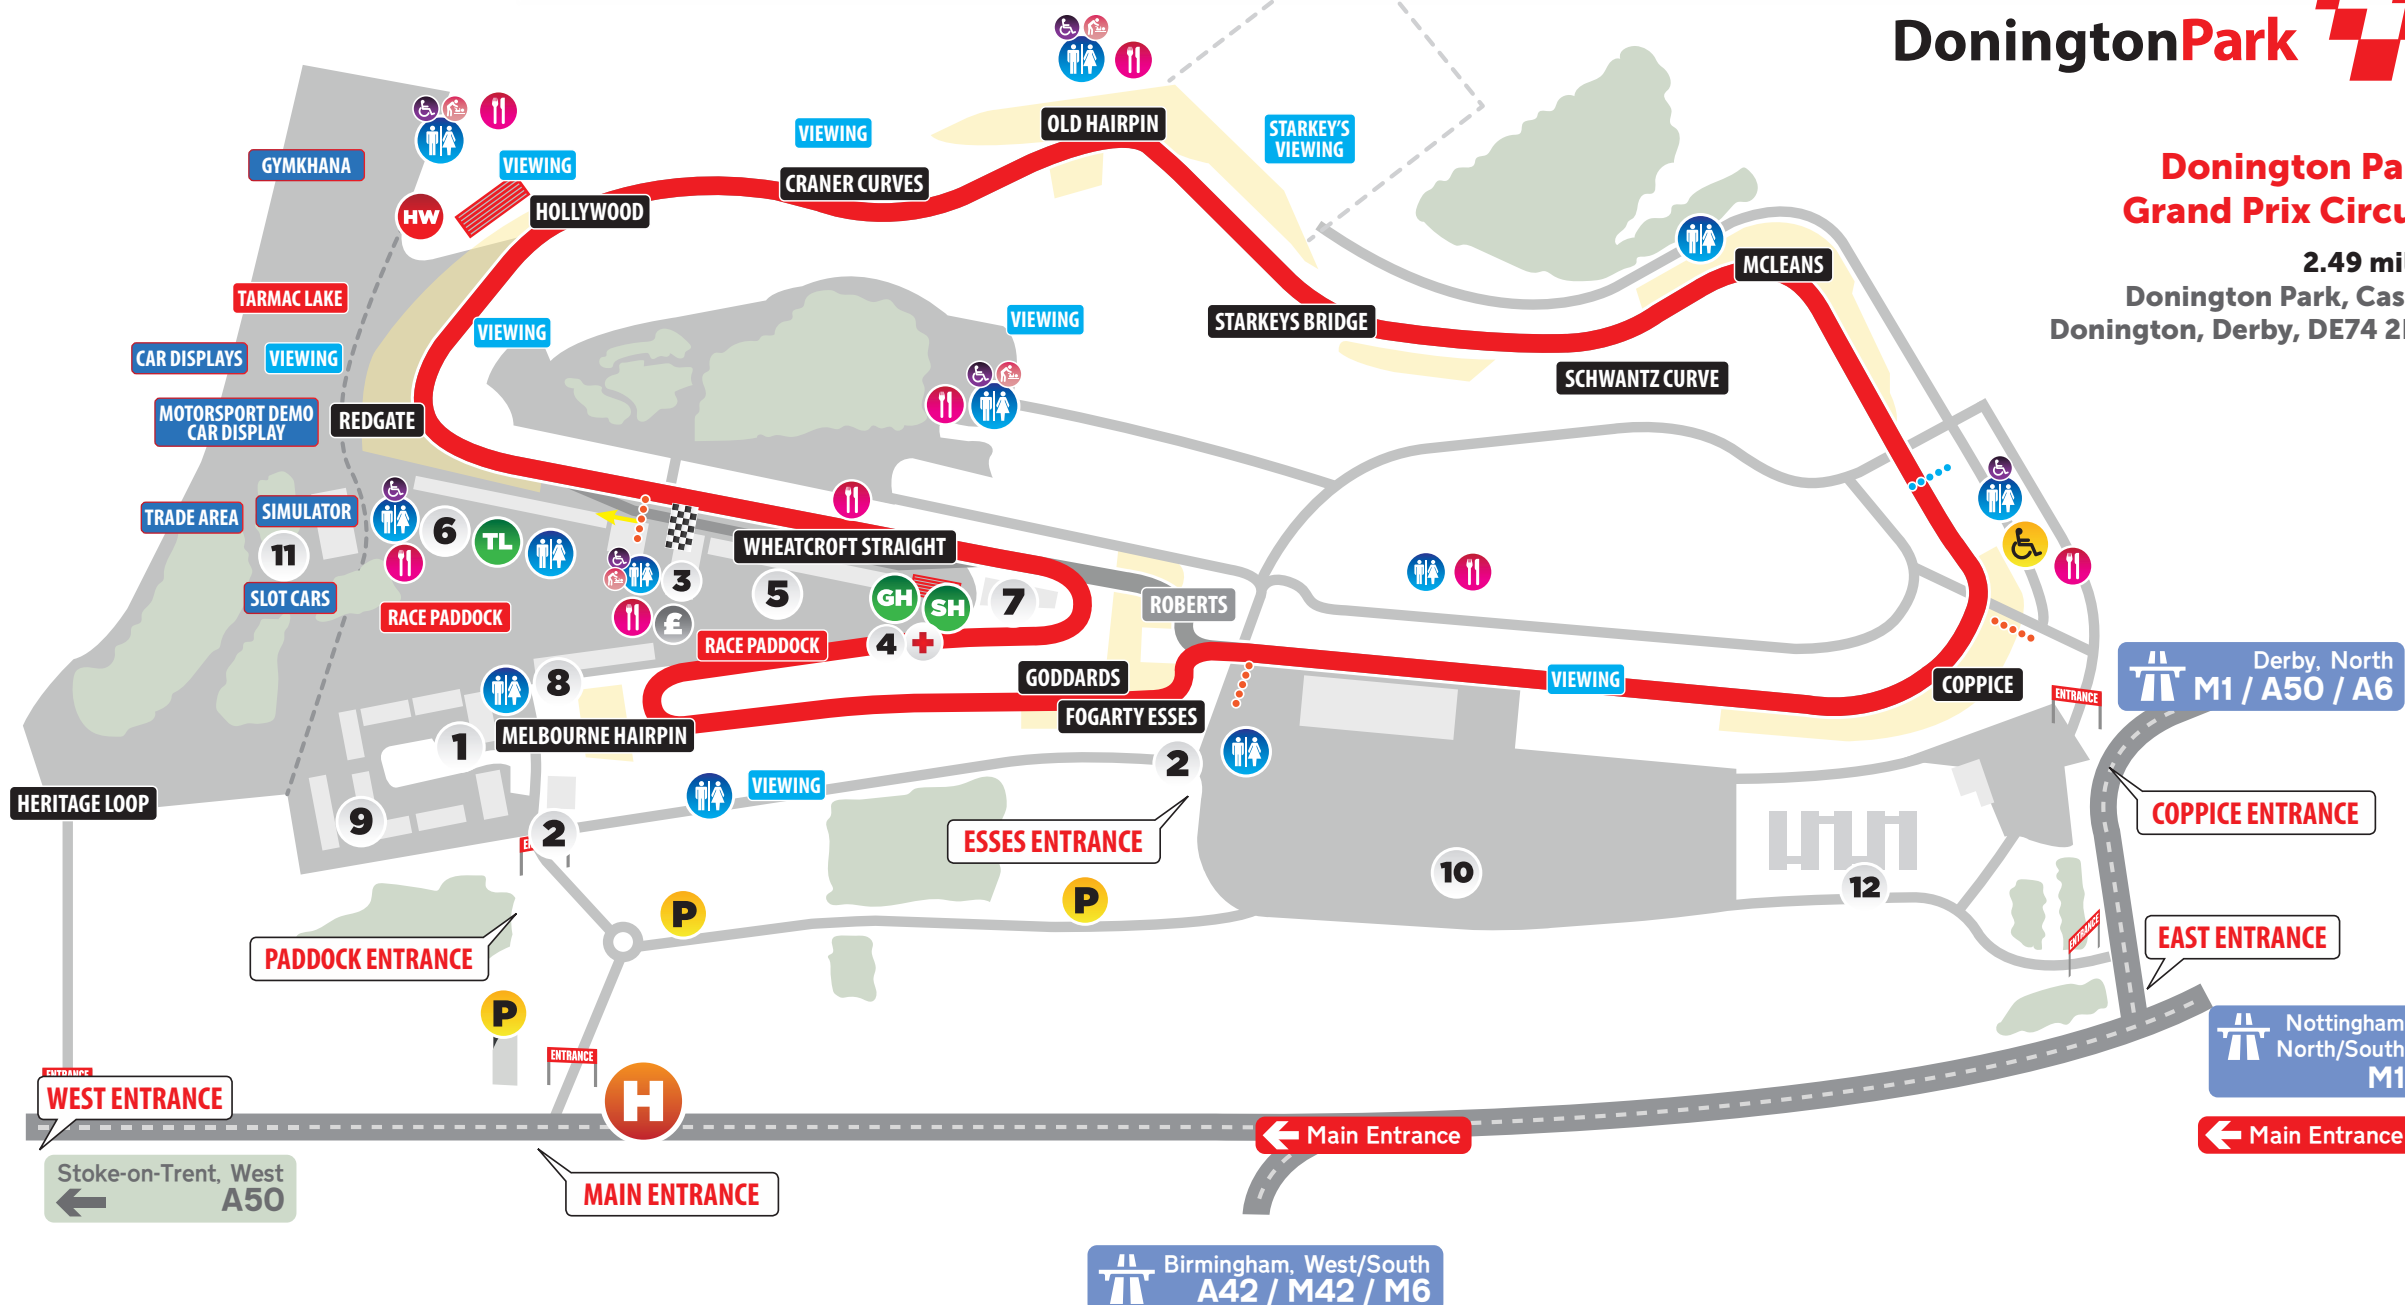 DoningtonPark
Donington Pa
Grand Prix Circu
2.49 mi
Donington Park, Cas
Donington, Derby, DE74 2
OLD HAIRPIN
VIEWING
STARKEY'S
VIEWING
GYMKHANA
VIEWING
CRANER CURVES
HW
HOLLYWOOD
MCLEANS
TARMAC LAKE
VIEWING
VIEWING
STARKEYS BRIDGE
CAR DISPLAYS
VIEWING
SCHWANTZ CURVE
MOTORSPORT DEMO
CAR DISPLAY
REDGATE
TRADE AREA
SIMULATOR
11
6
TL
WHEATCROFT STRAIGHT
SLOT CARS
3
5
GH
SH
7
ROBERTS
RACE PADDOCK
£
RACE PADDOCK
4
8
GODDARDS
VIEWING
COPPICE
ENTRANCE
Derby, North
M1 / A50 / A6
FOGARTY ESSES
1
MELBOURNE HAIRPIN
2
VIEWING
HERITAGE LOOP
9
2
ESSES ENTRANCE
COPPICE ENTRANCE
10
12
P
P
PADDOCK ENTRANCE
ENTRANCE
EAST ENTRANCE
P
ENTRANCE
Nottingham
North/South
M1
ENTRANCE
WEST ENTRANCE
H
Main Entrance
Main Entrance
Stoke-on-Trent, West
A50
MAIN ENTRANCE
Birmingham, West/South
A42 / M42 / M6